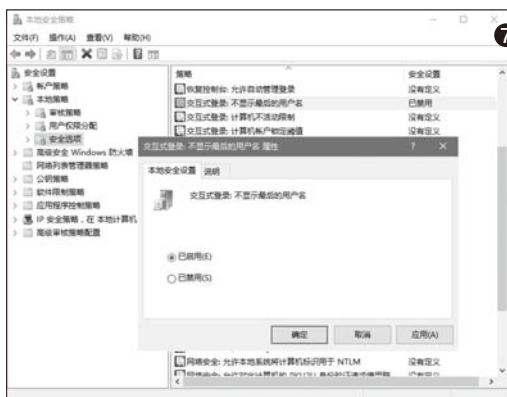 本地安全策略
7
文件(F) 操作(A) 查看(V) 帮助(H)
安全设置
帐户策略
本地策略
审核策略
用户权限分配
安全选项
高级安全 Windows 防火墙
网络列表管理器策略
公钥策略
软件限制策略
应用程序控制策略
IP 安全策略，在 本地计算机
高级审核策略配置
策略 安全设置
恢复控制台: 允许自动管理登录 没有定义
交互式登录: 不显示最后的用户名 已禁用
交互式登录: 计算机不活动限制 没有定义
交互式登录: 计算机帐户锁定阈值 没有定义
交互式登录: 不显示最后的用户名 属性 ?
本地安全设置 说明
交互式登录: 不显示最后的用户名
已启用(E)
已禁用(S)
确定 取消 应用(A)
网络安全: 允许本地系统将计算机标识用于 NTLM 没有定义